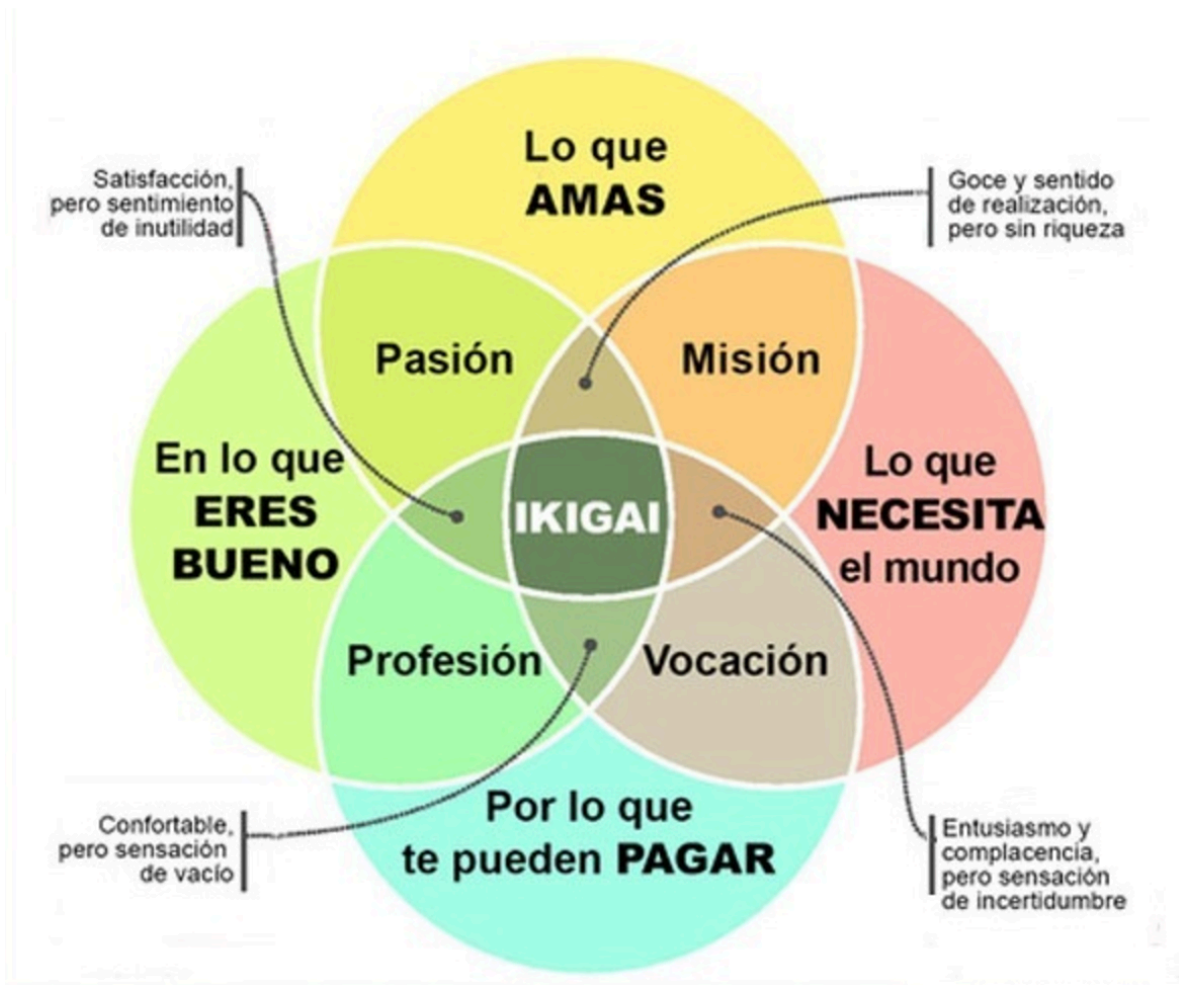 Lo que
AMAS
Satisfacción,
pero sentimiento
de inutilidad
Goce y sentido
de realización,
pero sin riqueza
Pasión
Misión
En lo que
ERES
BUENO
IKIGAI
Lo que
NECESITA
el mundo
Profesión
Vocación
Por lo que
te pueden PAGAR
Confortable,
pero sensación
de vacío
Entusiasmo y
complacencia,
pero sensación
de incertidumbre